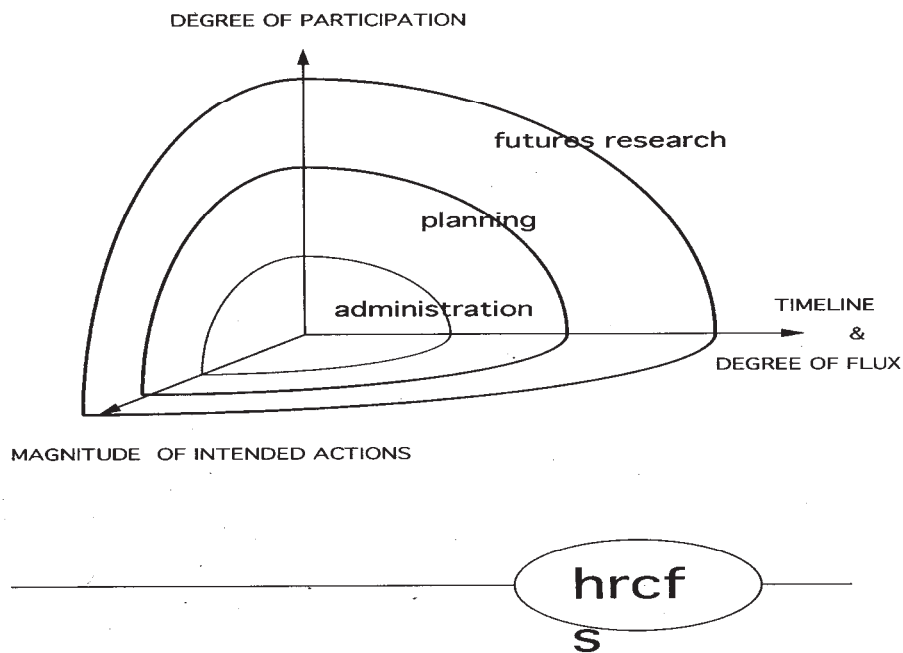 DEGREE OF PARTICIPATION
futures research
planning
administration
TIMELINE
&
DEGREE OF FLUX
MAGNITUDE OF INTENDED ACTIONS
hrcf
s